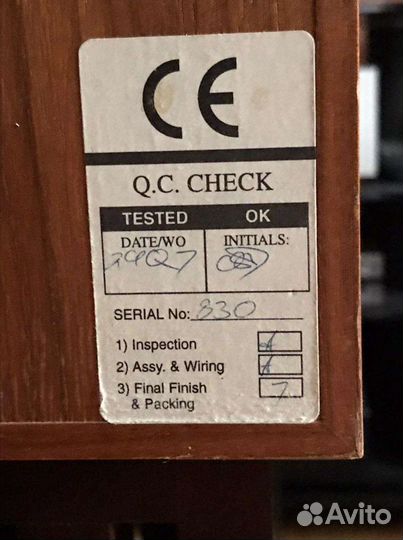 CE
Q.C. CHECK
TESTED OK
DATE/WO INITIALS:
SERIAL No: 830
1) Inspection
2) Assy. & Wiring
3) Final Finish
& Packing
Avito